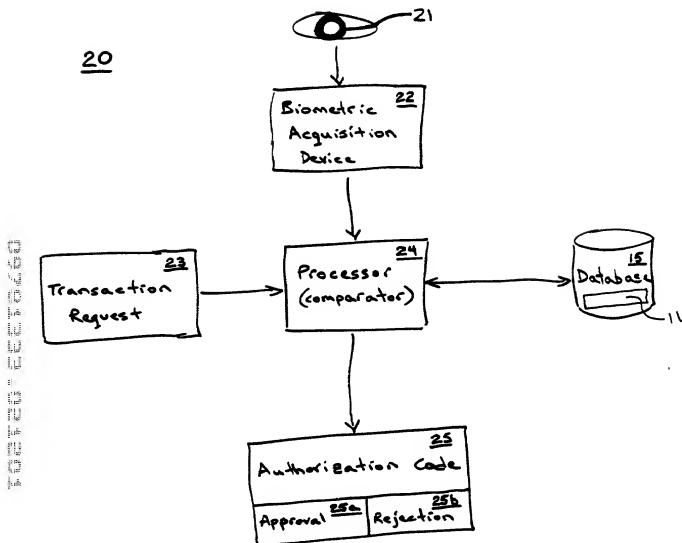 21
20
22
Biometric
Acquisition
Device
23
Transaction
Request
24
Processor
(comparator)
15
Database
11
25
Authorization Code
25a
Approval
25b
Rejection